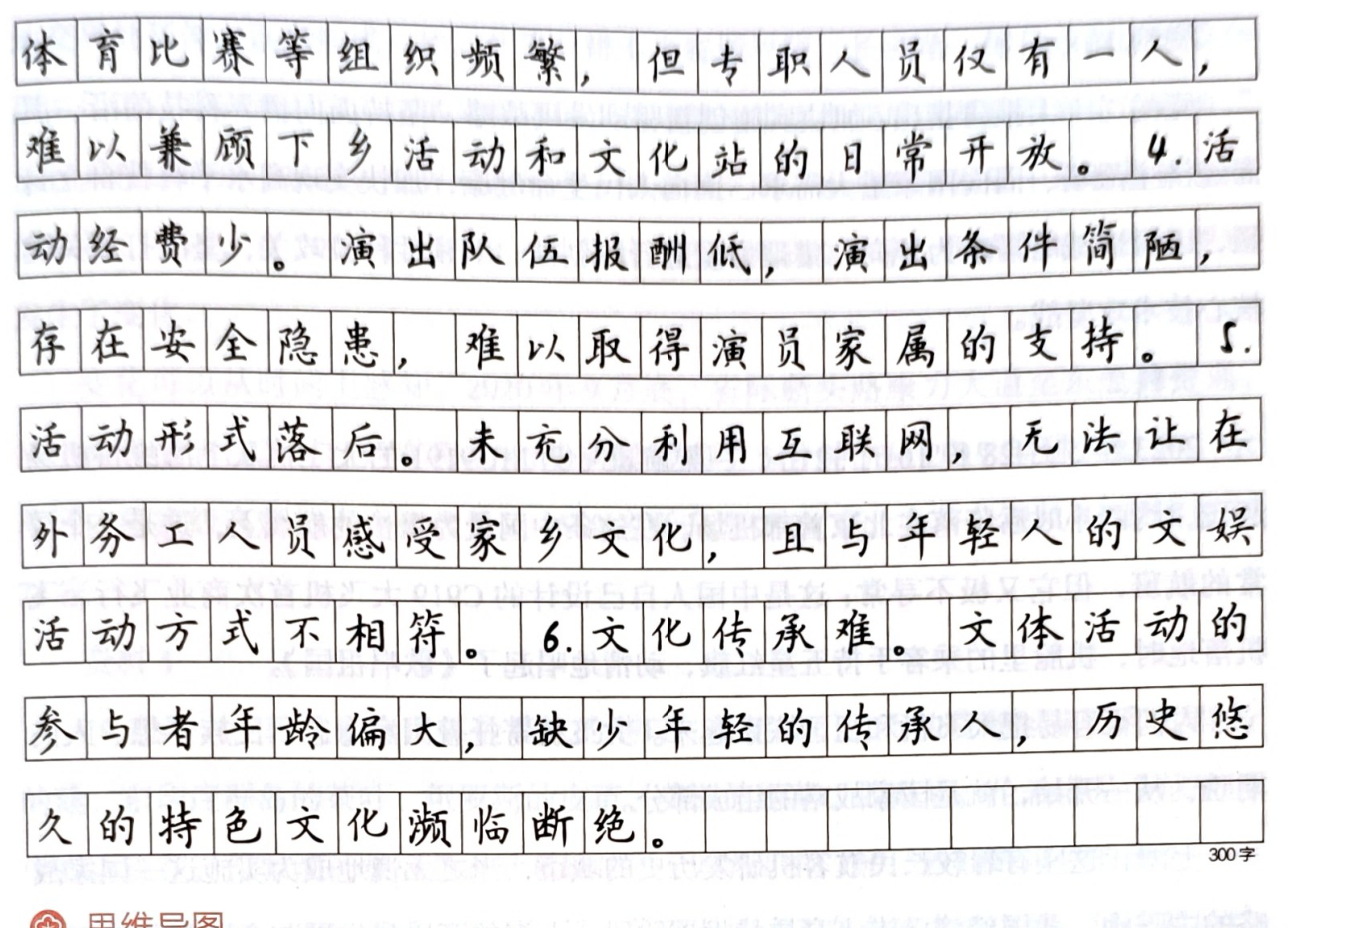 体育比赛等组织频繁，但专职人员仅有一人，
难以兼顾下乡活动和文化站的日常开放。4.活
动经费少。演出队伍报酬低，演出条件简陋，
存在安全隐患，难以取得演员家属的支持。5.
活动形式落后。未充分利用互联网，无法让在
外务工人员感受家乡文化，且与年轻人的文娱
活动方式不相符。6.文化传承难。文体活动的
参与者年龄偏大，缺少年轻的传承人，历史悠
久的特色文化濒临断绝。
300字
思维导图